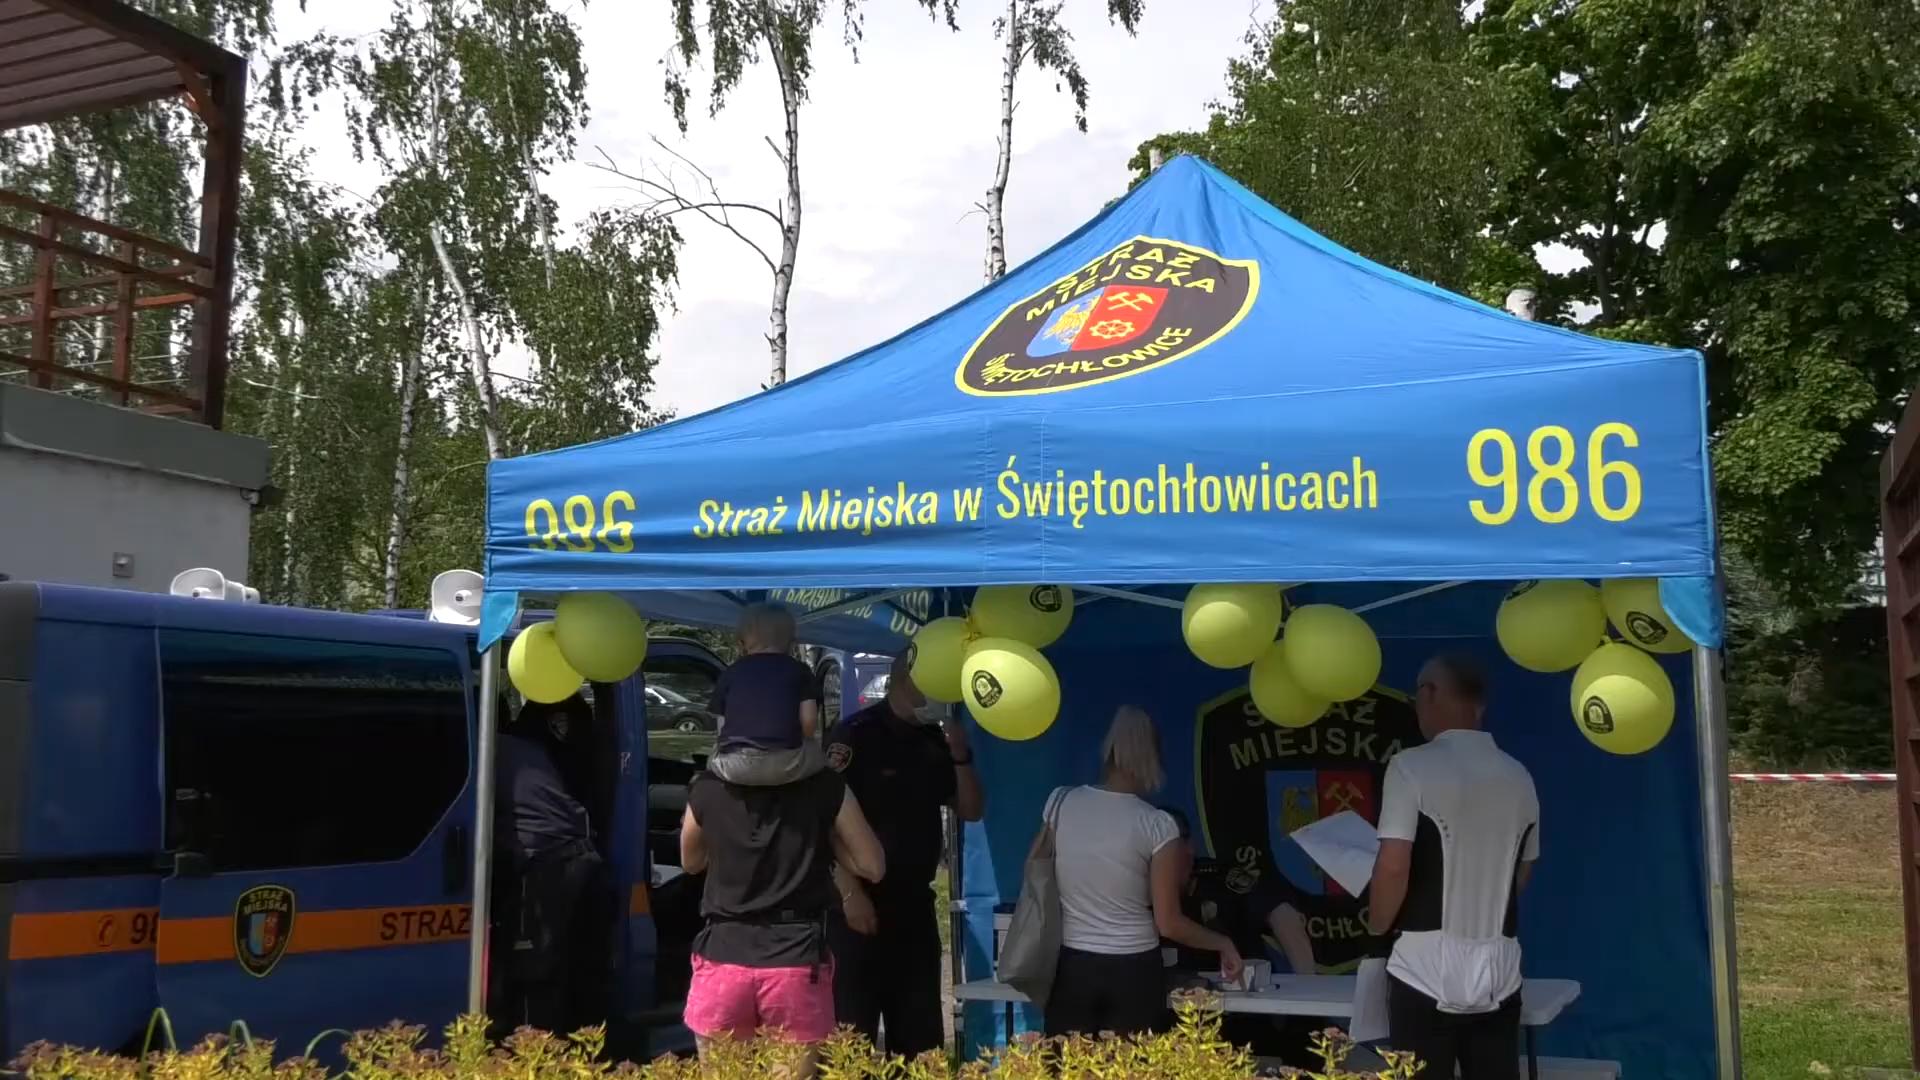 STRAŻ
MIEJSKA
ŚWIĘTOCHŁOWICE
986 Straż Miejska w Świętochłowicach 986
STRAŻ
MIEJSKA
STRAŻ
MIEJSKA
STRAŻ